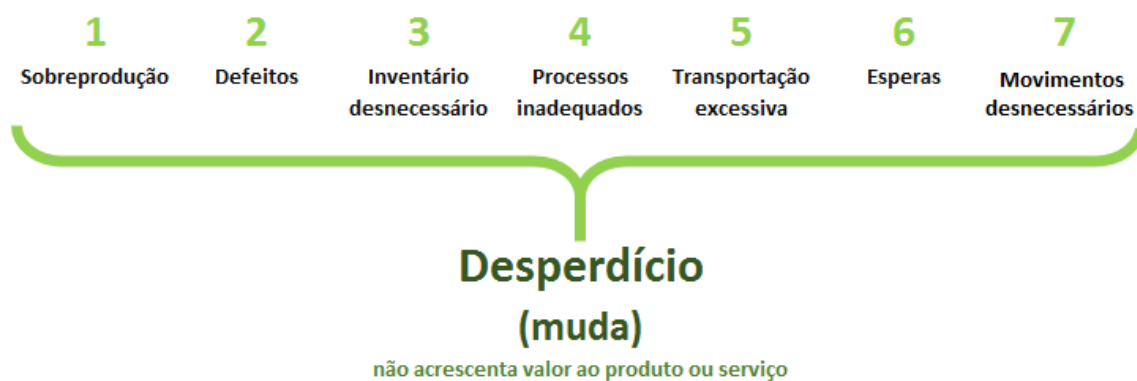 1 2 3 4 5 6 7
Sobreprodução
Defeitos
Inventário
desnecessário
Processos
inadequados
Transportação
excessiva
Esperas
Movimentos
desnecessários
Desperdício
(muda)
não acrescenta valor ao produto ou serviço